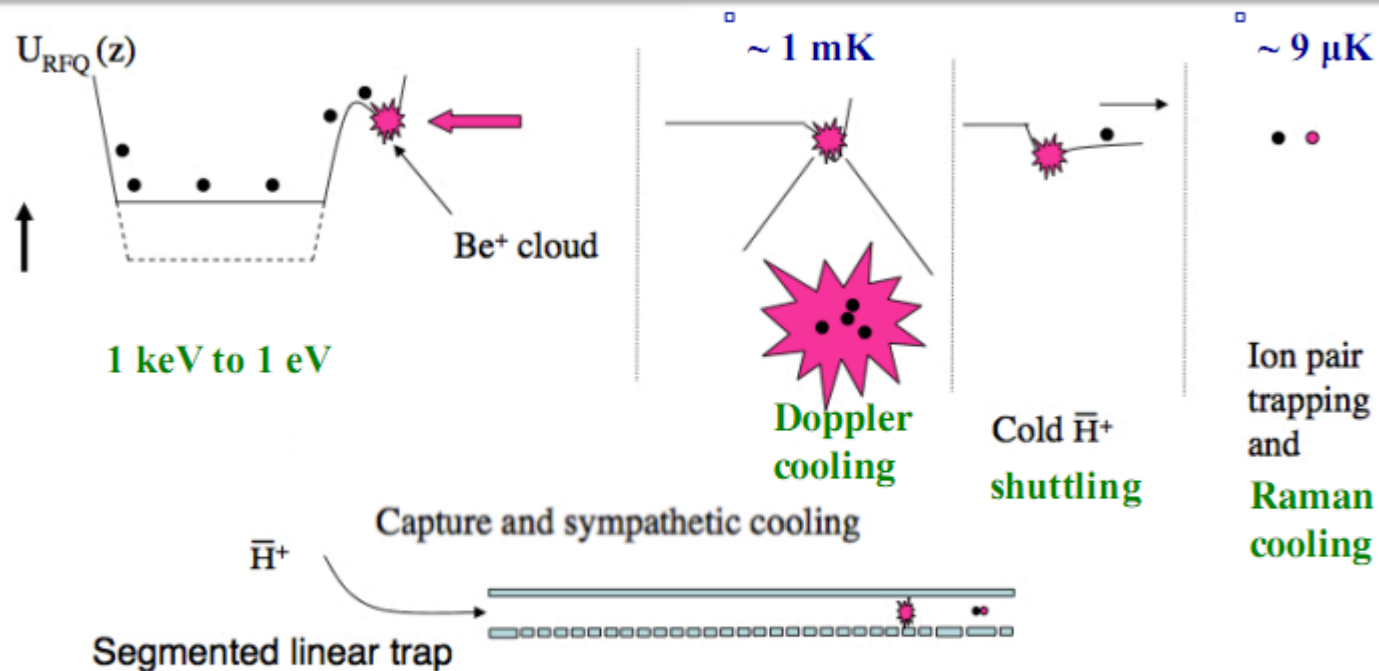 U_RFQ (z)
~ 1 mK
~ 9 µK
Be⁺ cloud
1 keV to 1 eV
Doppler
cooling
Cold H̅⁺
shuttling
Ion pair
trapping
and
Raman
cooling
Capture and sympathetic cooling
H̅⁺
Segmented linear trap